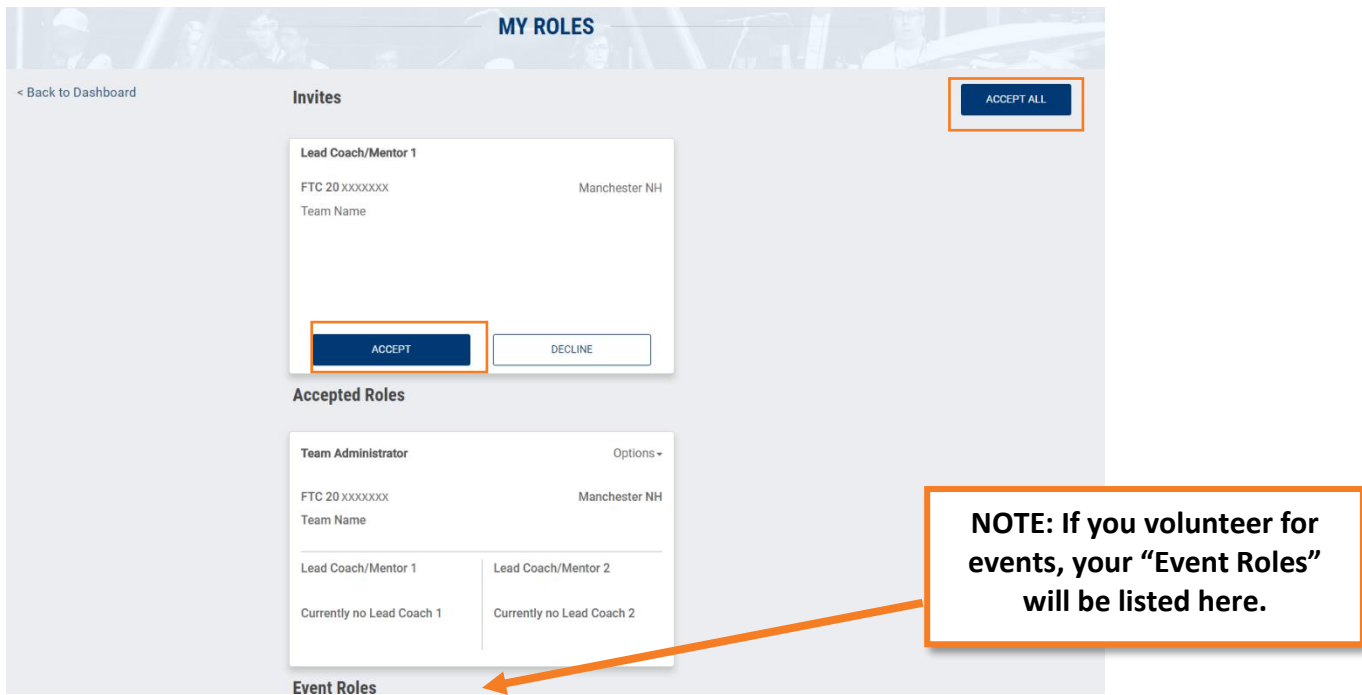 MY ROLES
< Back to Dashboard
Invites
ACCEPT ALL
Lead Coach/Mentor 1
FTC 20 XXXXXXX
Manchester NH
Team Name
ACCEPT
DECLINE
Accepted Roles
Team Administrator
Options
FTC 20 XXXXXXX
Manchester NH
Team Name
Lead Coach/Mentor 1
Lead Coach/Mentor 2
Currently no Lead Coach 1
Currently no Lead Coach 2
NOTE: If you volunteer for
events, your “Event Roles”
will be listed here.
Event Roles